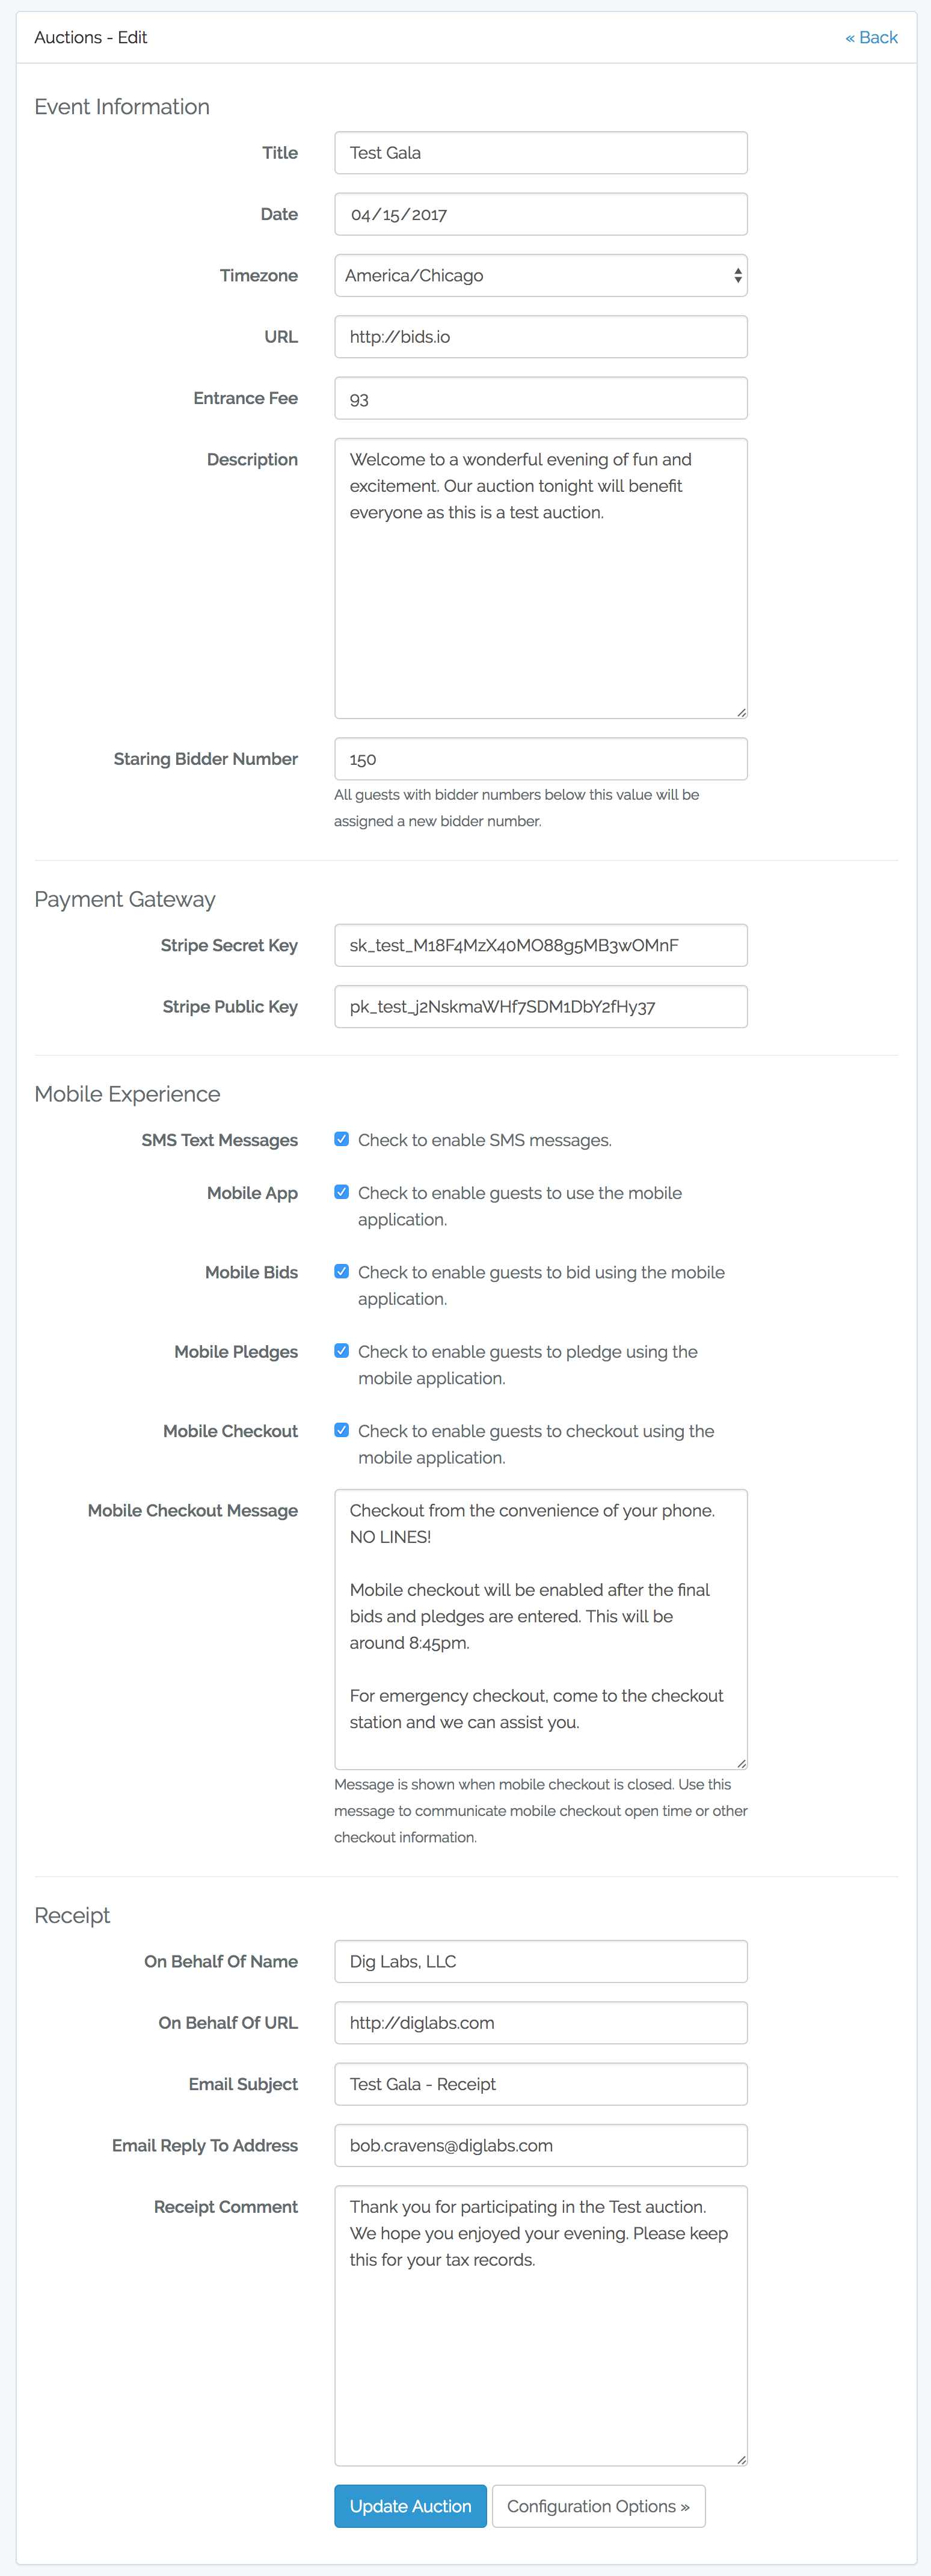 Auctions - Edit
« Back
Event Information
Title
Test Gala
Date
04/15/2017
Timezone
America/Chicago
URL
http://bids.io
Entrance Fee
93
Description
Welcome to a wonderful evening of fun and
excitement. Our auction tonight will benefit
everyone as this is a test auction.
Staring Bidder Number
150
All guests with bidder numbers below this value will be
assigned a new bidder number.
Payment Gateway
Stripe Secret Key
sk_test_M18F4MzX40MO88g5MB3wOMnF
Stripe Public Key
pk_test_j2NskmaWHf7SDM1DbY2fHy37
Mobile Experience
SMS Text Messages
Check to enable SMS messages.
Mobile App
Check to enable guests to use the mobile
application.
Mobile Bids
Check to enable guests to bid using the mobile
application.
Mobile Pledges
Check to enable guests to pledge using the
mobile application.
Mobile Checkout
Check to enable guests to checkout using the
mobile application.
Mobile Checkout Message
Checkout from the convenience of your phone.
NO LINES!
Mobile checkout will be enabled after the final
bids and pledges are entered. This will be
around 8:45pm.
For emergency checkout, come to the checkout
station and we can assist you.
Message is shown when mobile checkout is closed. Use this
message to communicate mobile checkout open time or other
checkout information.
Receipt
On Behalf Of Name
Dig Labs, LLC
On Behalf Of URL
http://diglabs.com
Email Subject
Test Gala - Receipt
Email Reply To Address
bob.cravens@diglabs.com
Receipt Comment
Thank you for participating in the Test auction.
We hope you enjoyed your evening. Please keep
this for your tax records.
Update Auction
Configuration Options »